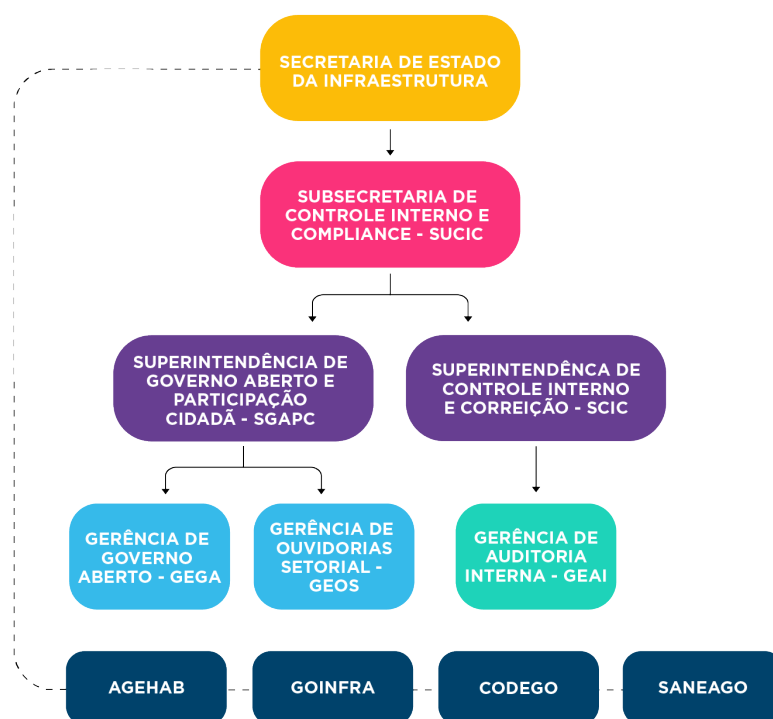 SECRETARIA DE ESTADO
DA INFRAESTRUTURA
SUBSECRETARIA DE
CONTROLE INTERNO E
COMPLIANCE - SUCIC
SUPERINTENDÊNCIA DE
GOVERNO ABERTO E
PARTICIPAÇÃO
CIDADÃ - SGAPC
SUPERINTENDÊNCA DE
CONTROLE INTERNO
E CORREIÇÃO - SCIC
GERÊNCIA DE
GOVERNO
ABERTO - GEGA
GERÊNCIA DE
OUVIDORIAS
SETORIAL -
GEOS
GERÊNCIA DE
AUDITORIA
INTERNA - GEAI
AGEHAB
GOINFRA
CODEGO
SANEAGO